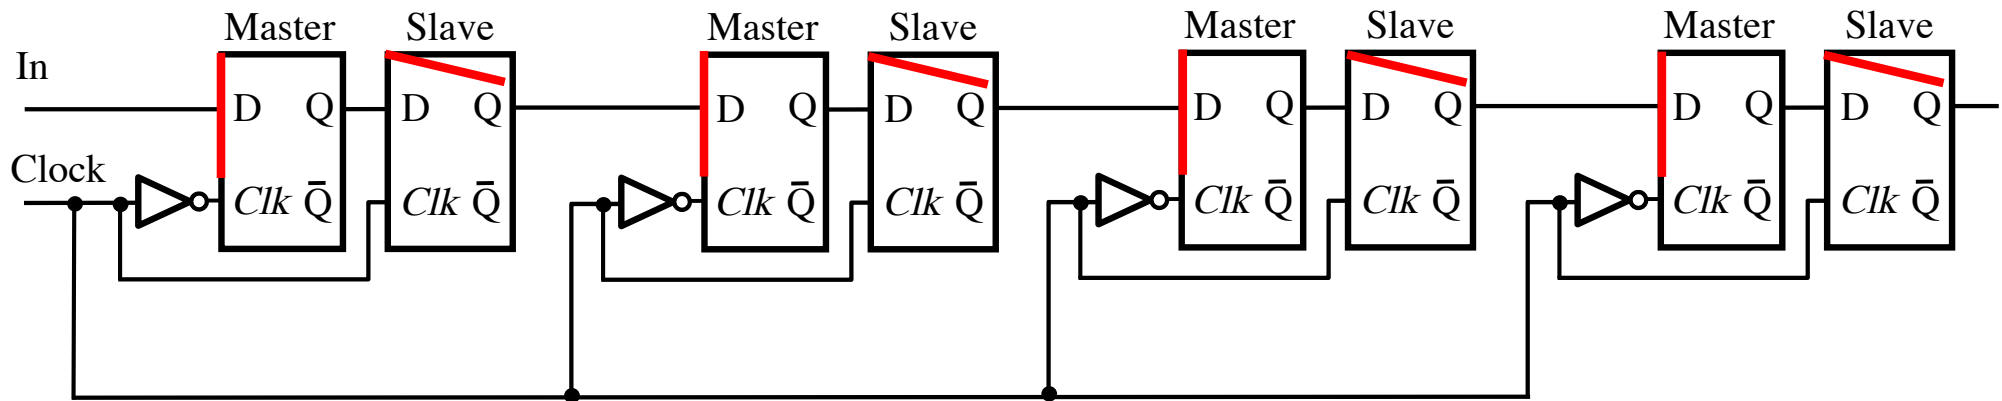 Master Slave Master Slave Master Slave Master Slave
In
D Q D Q D Q D Q D Q D Q D Q D Q
Clock
Clk Q̄ Clk Q̄ Clk Q̄ Clk Q̄ Clk Q̄ Clk Q̄ Clk Q̄ Clk Q̄